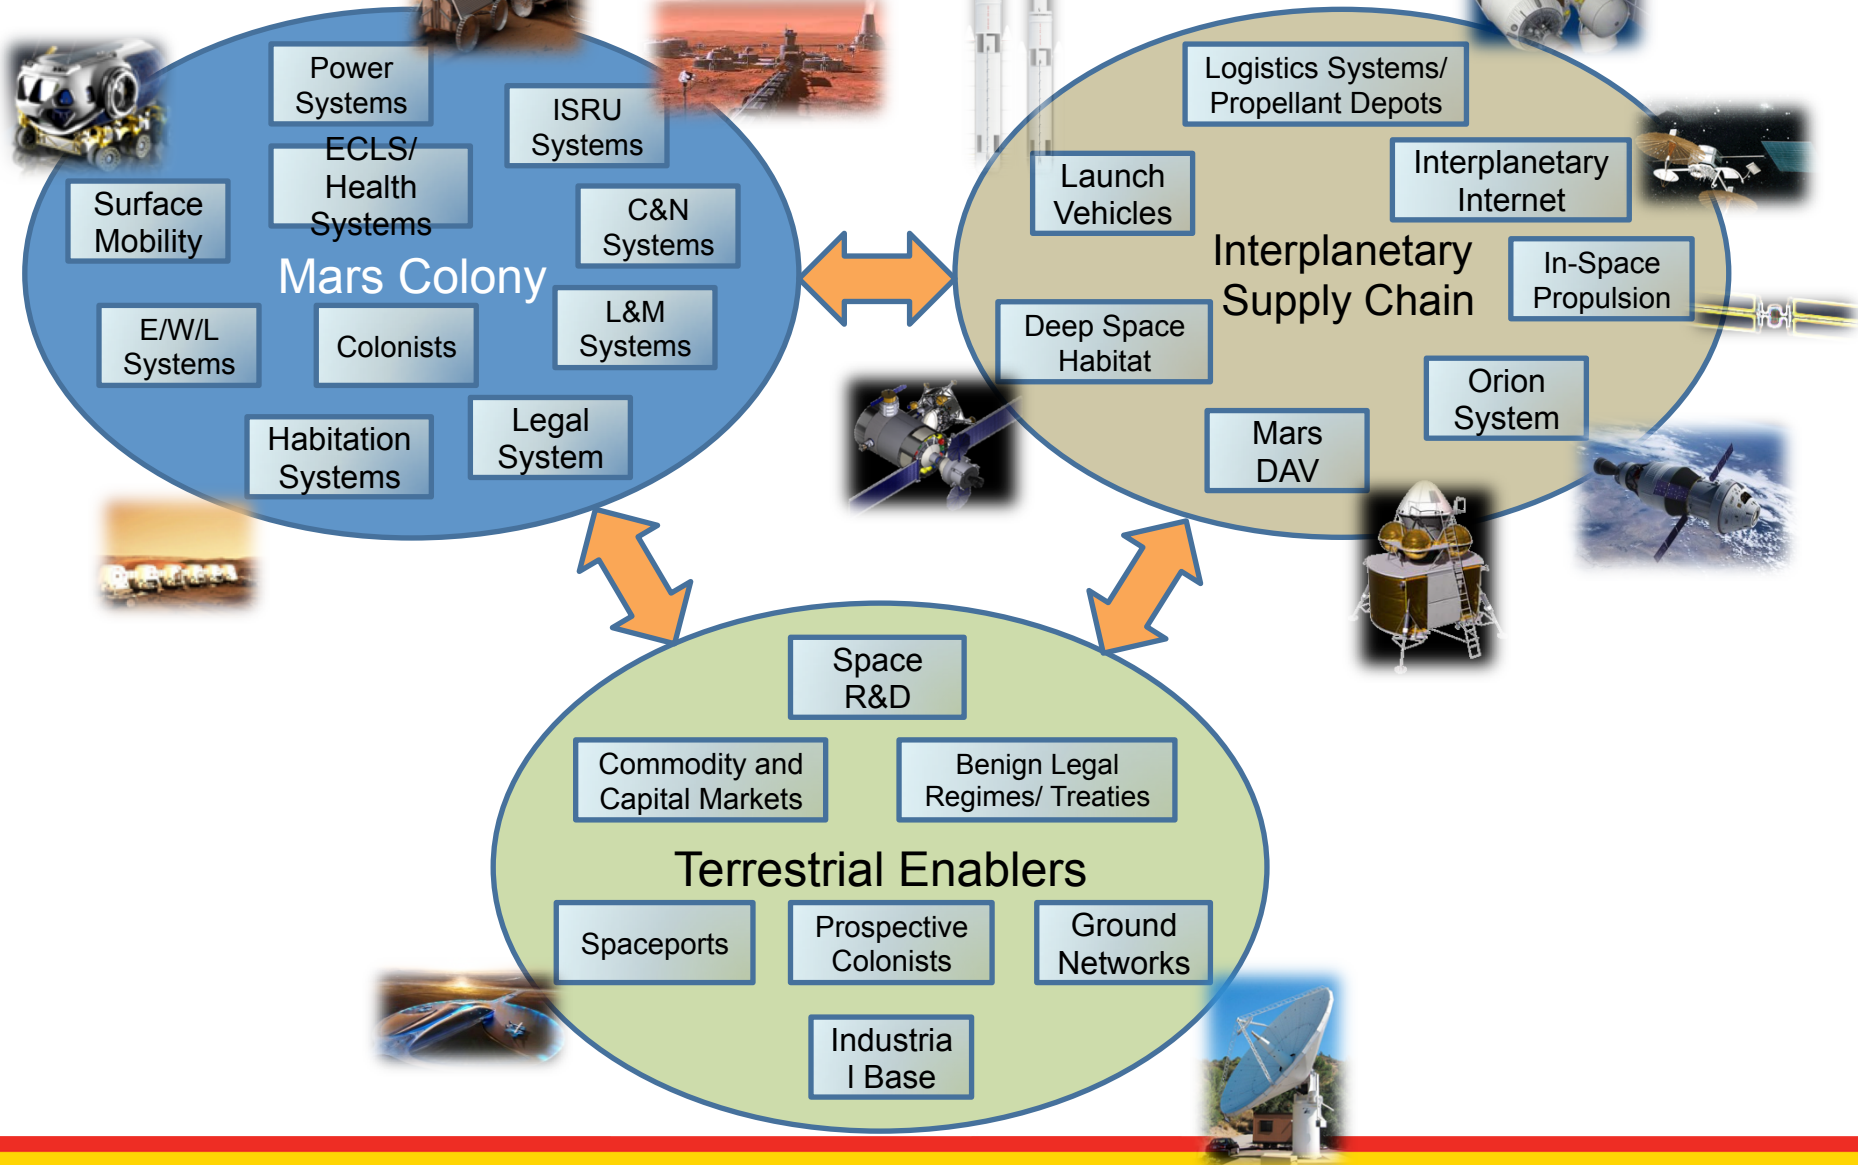 Power
Systems
ISRU
Systems
ECLS/
Health
Systems
Surface
Mobility
C&N
Systems
Mars Colony
E/W/L
Systems
Colonists
L&M
Systems
Habitation
Systems
Legal
System
Logistics Systems/
Propellant Depots
Launch
Vehicles
Interplanetary
Internet
Interplanetary
Supply Chain
In-Space
Propulsion
Deep Space
Habitat
Orion
System
Mars
DAV
Space
R&D
Commodity and
Capital Markets
Benign Legal
Regimes/ Treaties
Terrestrial Enablers
Spaceports
Prospective
Colonists
Ground
Networks
Industria
l Base